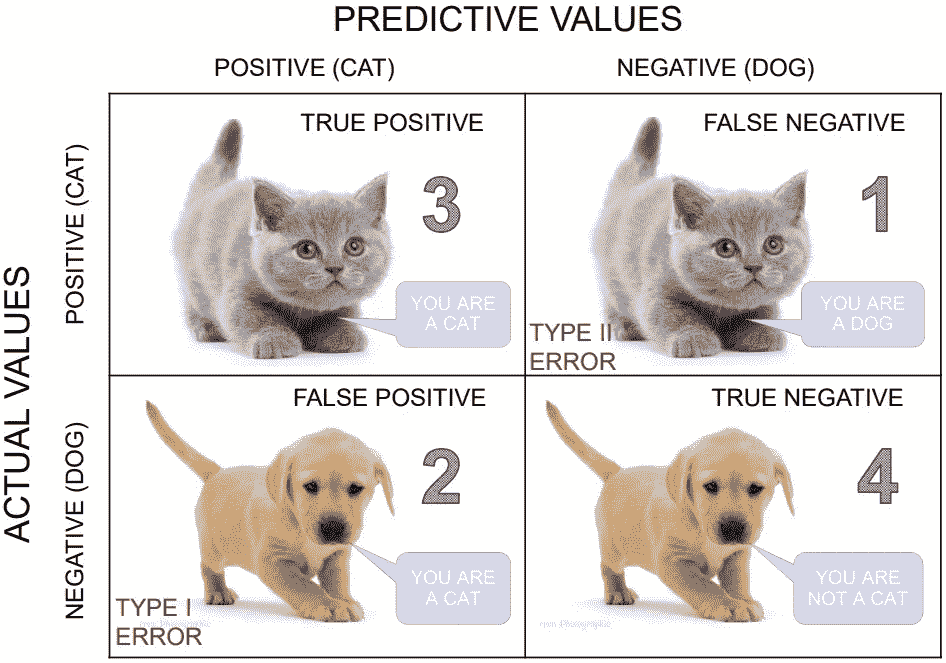 PREDICTIVE VALUES
POSITIVE (CAT)
NEGATIVE (DOG)
ACTUAL VALUES
POSITIVE (CAT)
TRUE POSITIVE
3
YOU ARE
A CAT
FALSE NEGATIVE
1
YOU ARE
A DOG
TYPE II
ERROR
NEGATIVE (DOG)
FALSE POSITIVE
2
YOU ARE
A CAT
TYPE I
ERROR
TRUE NEGATIVE
4
YOU ARE
NOT A CAT